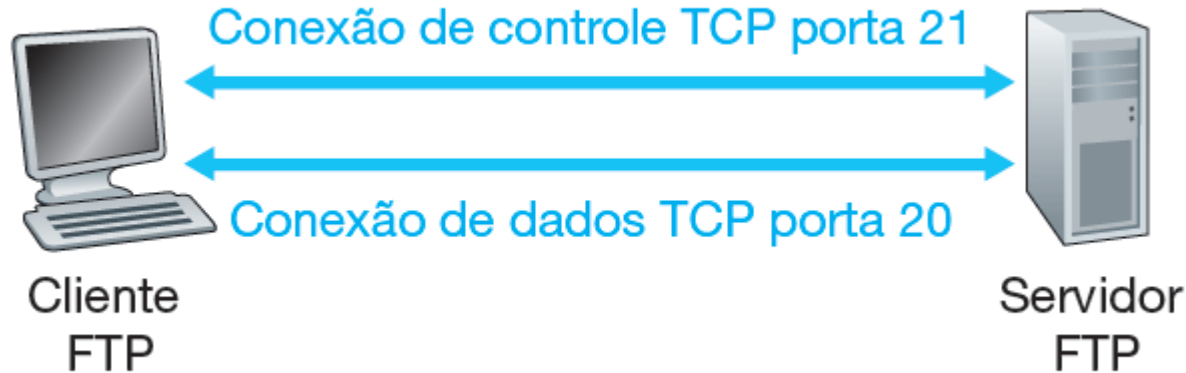 Conexão de controle TCP porta 21
Conexão de dados TCP porta 20
Cliente
FTP
Servidor
FTP